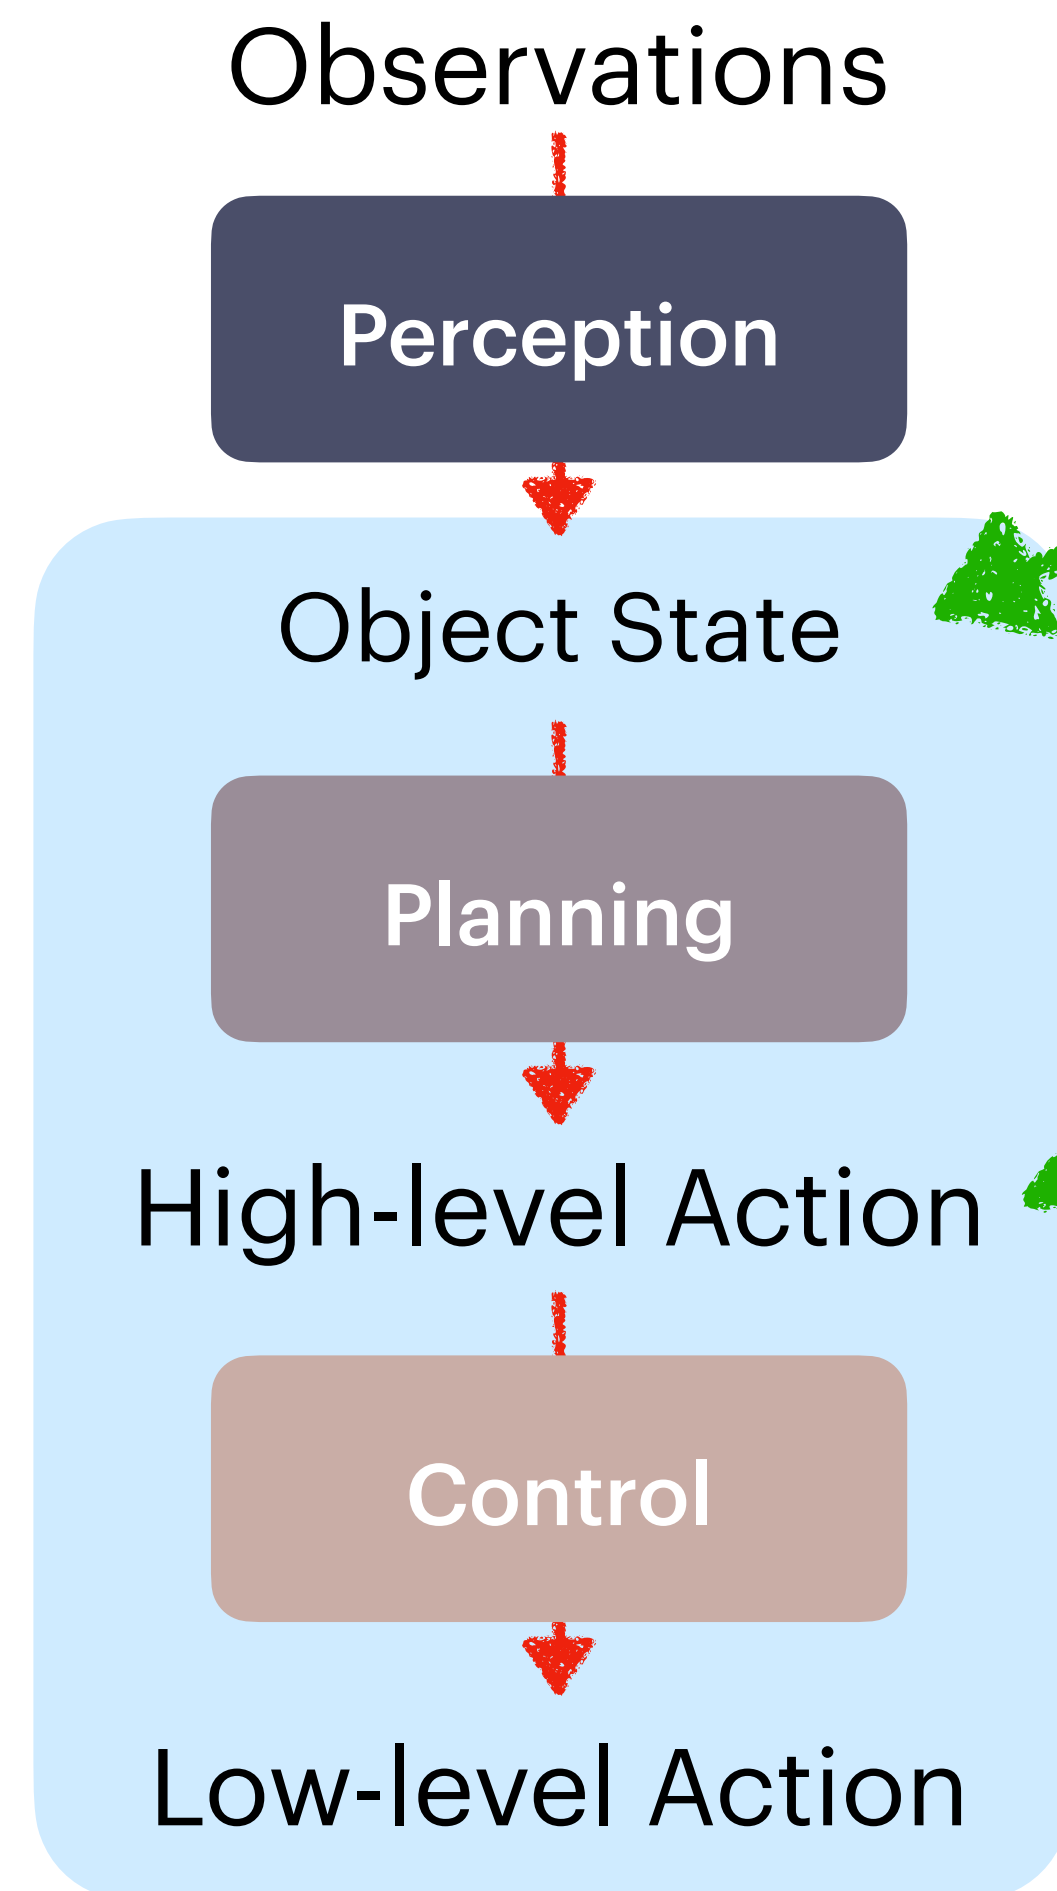 Observations
Perception
Object State
Planning
High-level Action
Control
Low-level Action